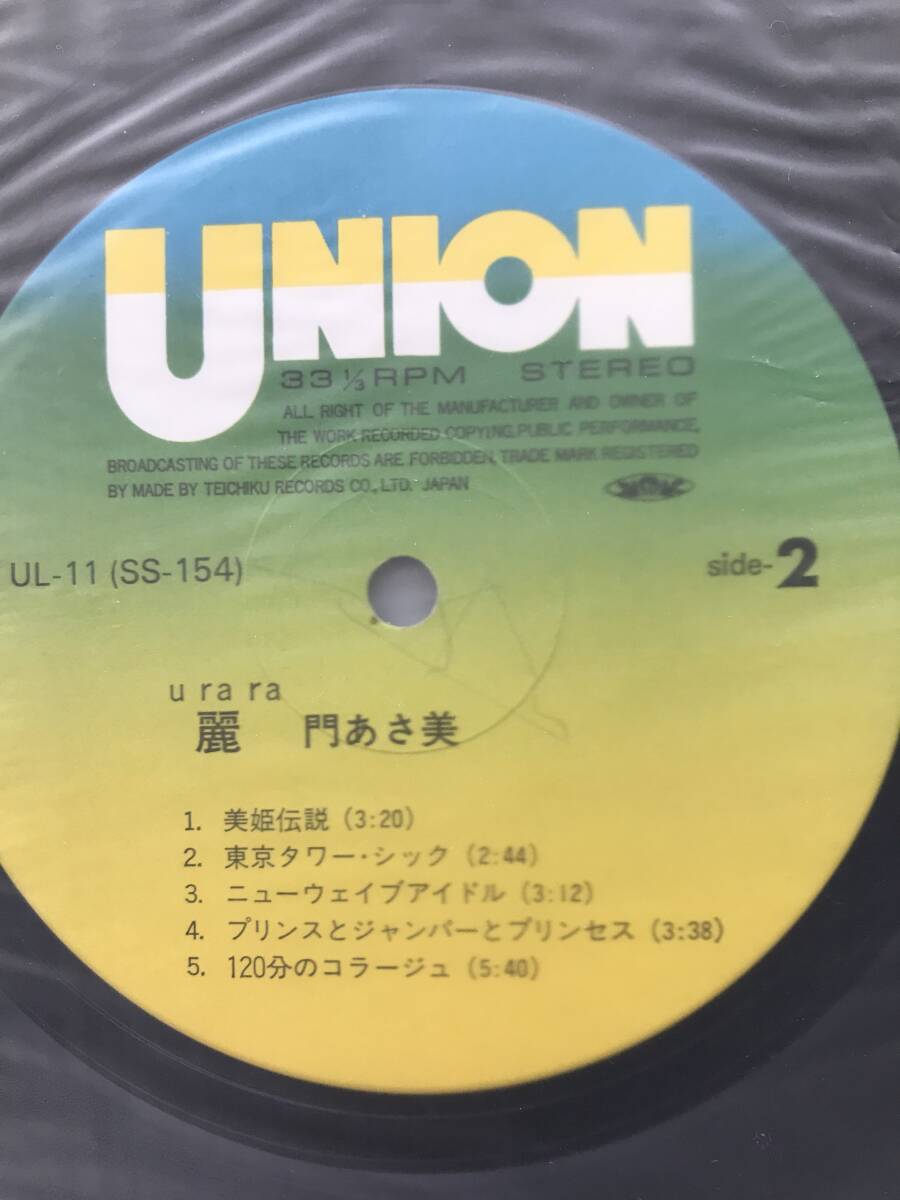 UNION
33 1/3 RPM STEREO
ALL RIGHT OF THE MANUFACTURER AND OWNER OF
THE WORK RECORDED COPYING, PUBLIC PERFORMANCE,
BROADCASTING OF THESE RECORDS ARE FORBIDDEN, TRADE MARK REGISTERED
BY MADE BY TEICHIKU RECORDS CO., LTD. JAPAN
UL-11 (SS-154)
side-2
u ra ra
麗 門あさ美
1. 美姫伝説 (3:20)
2. 東京タワー・シック (2:44)
3. ニューウェイブアイドル (3:12)
4. プリンスとジャンパーとプリンセス (3:38)
5. 120分のコラージュ (5:40)